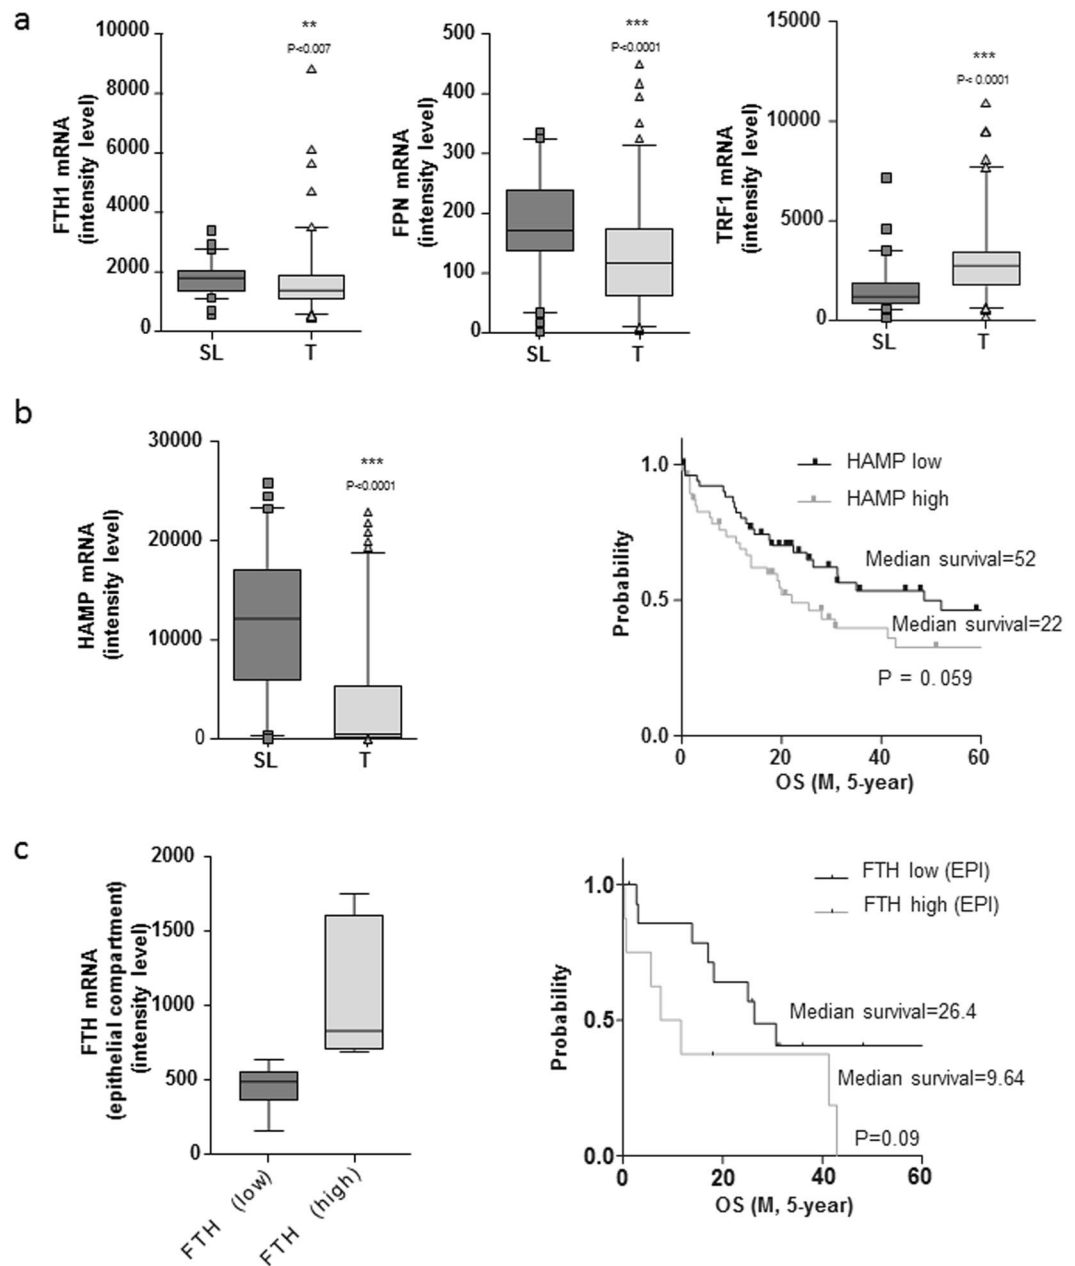 a
FTH1 mRNA
(intensity level)
10000
8000
6000
4000
2000
0
**
P<0.007
SL
T
FPN mRNA
(intensity level)
500
400
300
200
100
0
***
P<0.0001
SL
T
TRF1 mRNA
(intensity level)
15000
10000
5000
0
***
P< 0.0001
SL
T
b
HAMP mRNA
(intensity level)
30000
20000
10000
0
***
P<0.0001
SL
T
Probability
1.0
0.5
0.0
HAMP low
HAMP high
Median survival=52
Median survival=22
P = 0.059
0
20
40
60
OS (M, 5-year)
c
FTH mRNA
(epithelial compartment)
(intensity level)
2000
1500
1000
500
0
FTH (low)
FTH (high)
Probability
1.0
0.5
0.0
FTH low (EPI)
FTH high (EPI)
Median survival=26.4
Median survival=9.64
P=0.09
0
20
40
60
OS (M, 5-year)